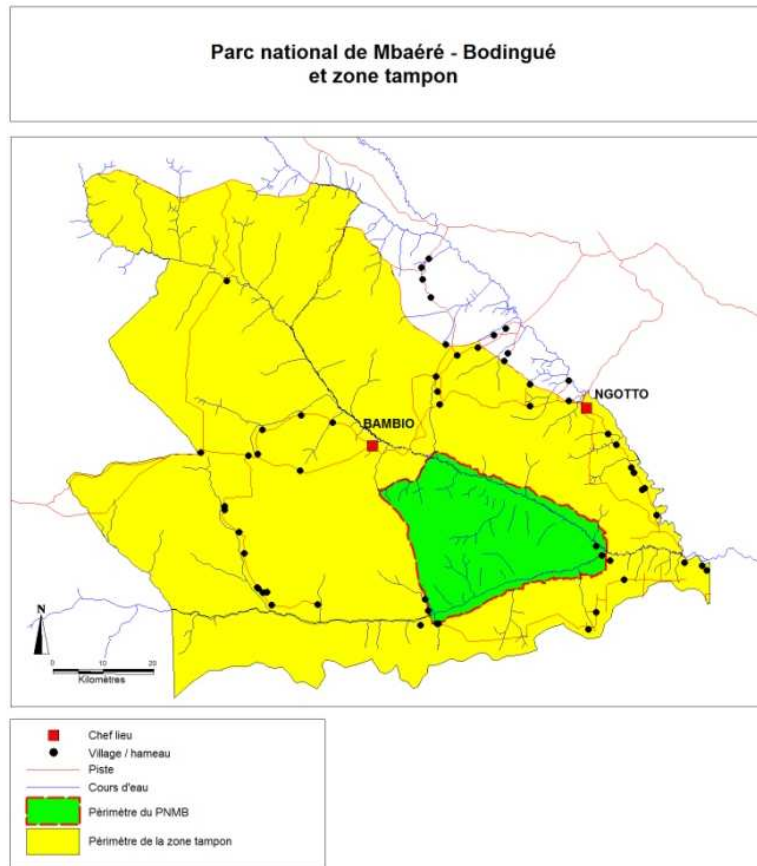 Parc national de Mbaéré - Bodingué
et zone tampon
NGOTTO
BAMBIO
N
0 10 20
Kilomètres
Chef lieu
Village / hameau
Piste
Cours d'eau
Périmètre du PNMB
Périmètre de la zone tampon